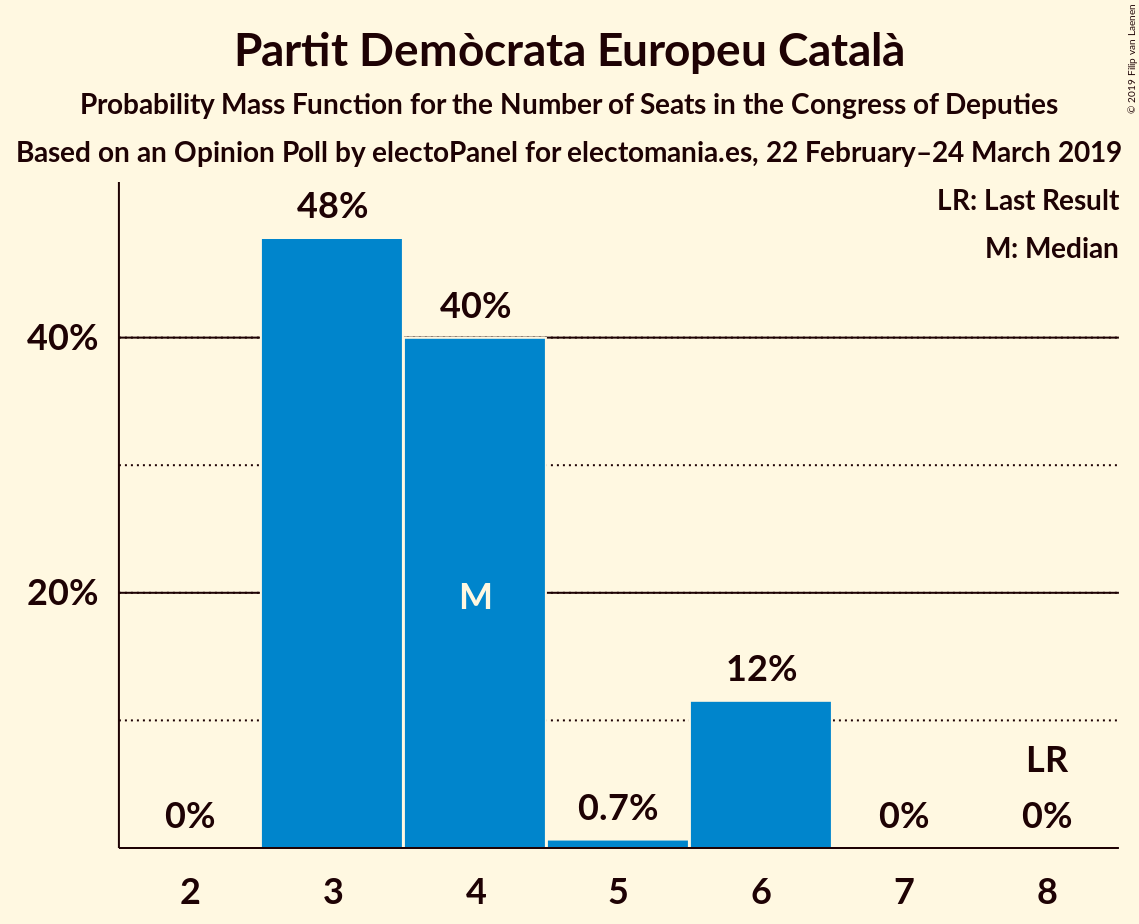 Partit Demòcrata Europeu Català
Probability Mass Function for the Number of Seats in the Congress of Deputies
Based on an Opinion Poll by electoPanel for electomania.es, 22 February–24 March 2019
© 2019 Filip van Laenen
LR: Last Result
M: Median
48%
40%
40%
M
20%
12%
LR
0%
0.7%
0%
0%
2 3 4 5 6 7 8